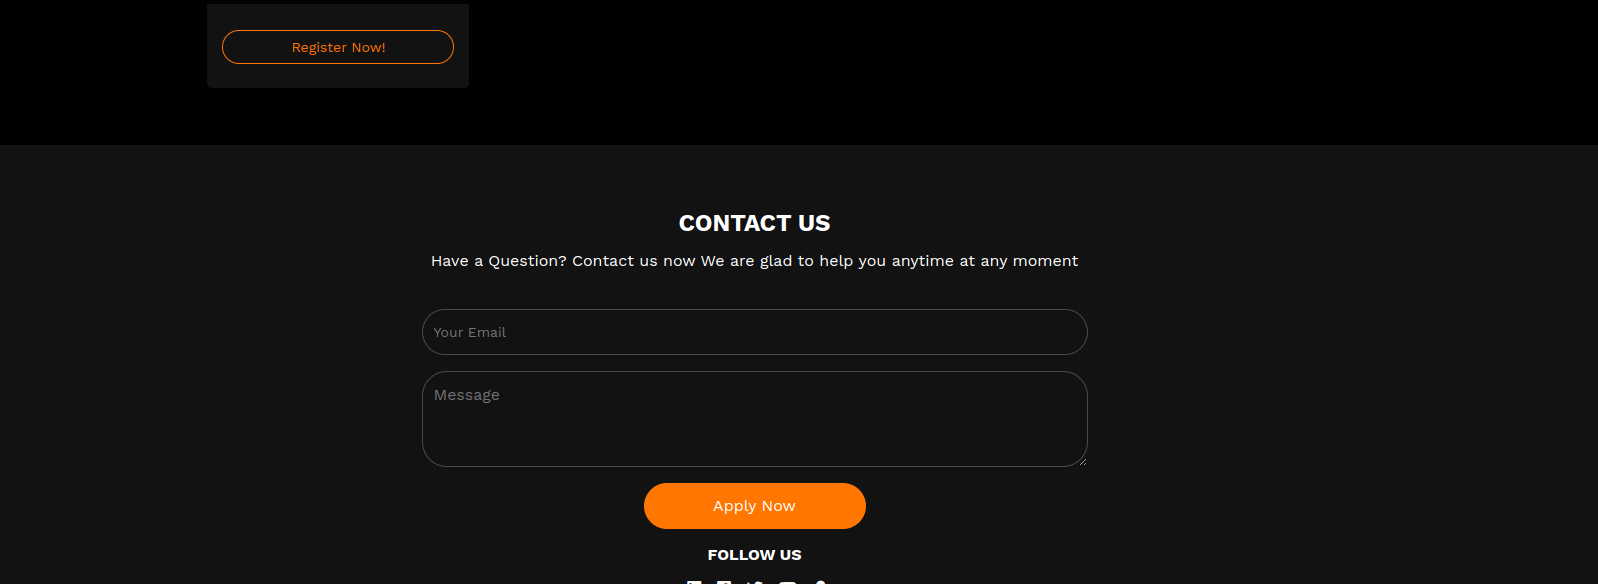 Register Now!
CONTACT US
Have a Question? Contact us now We are glad to help you anytime at any moment
Your Email
Message
Apply Now
FOLLOW US